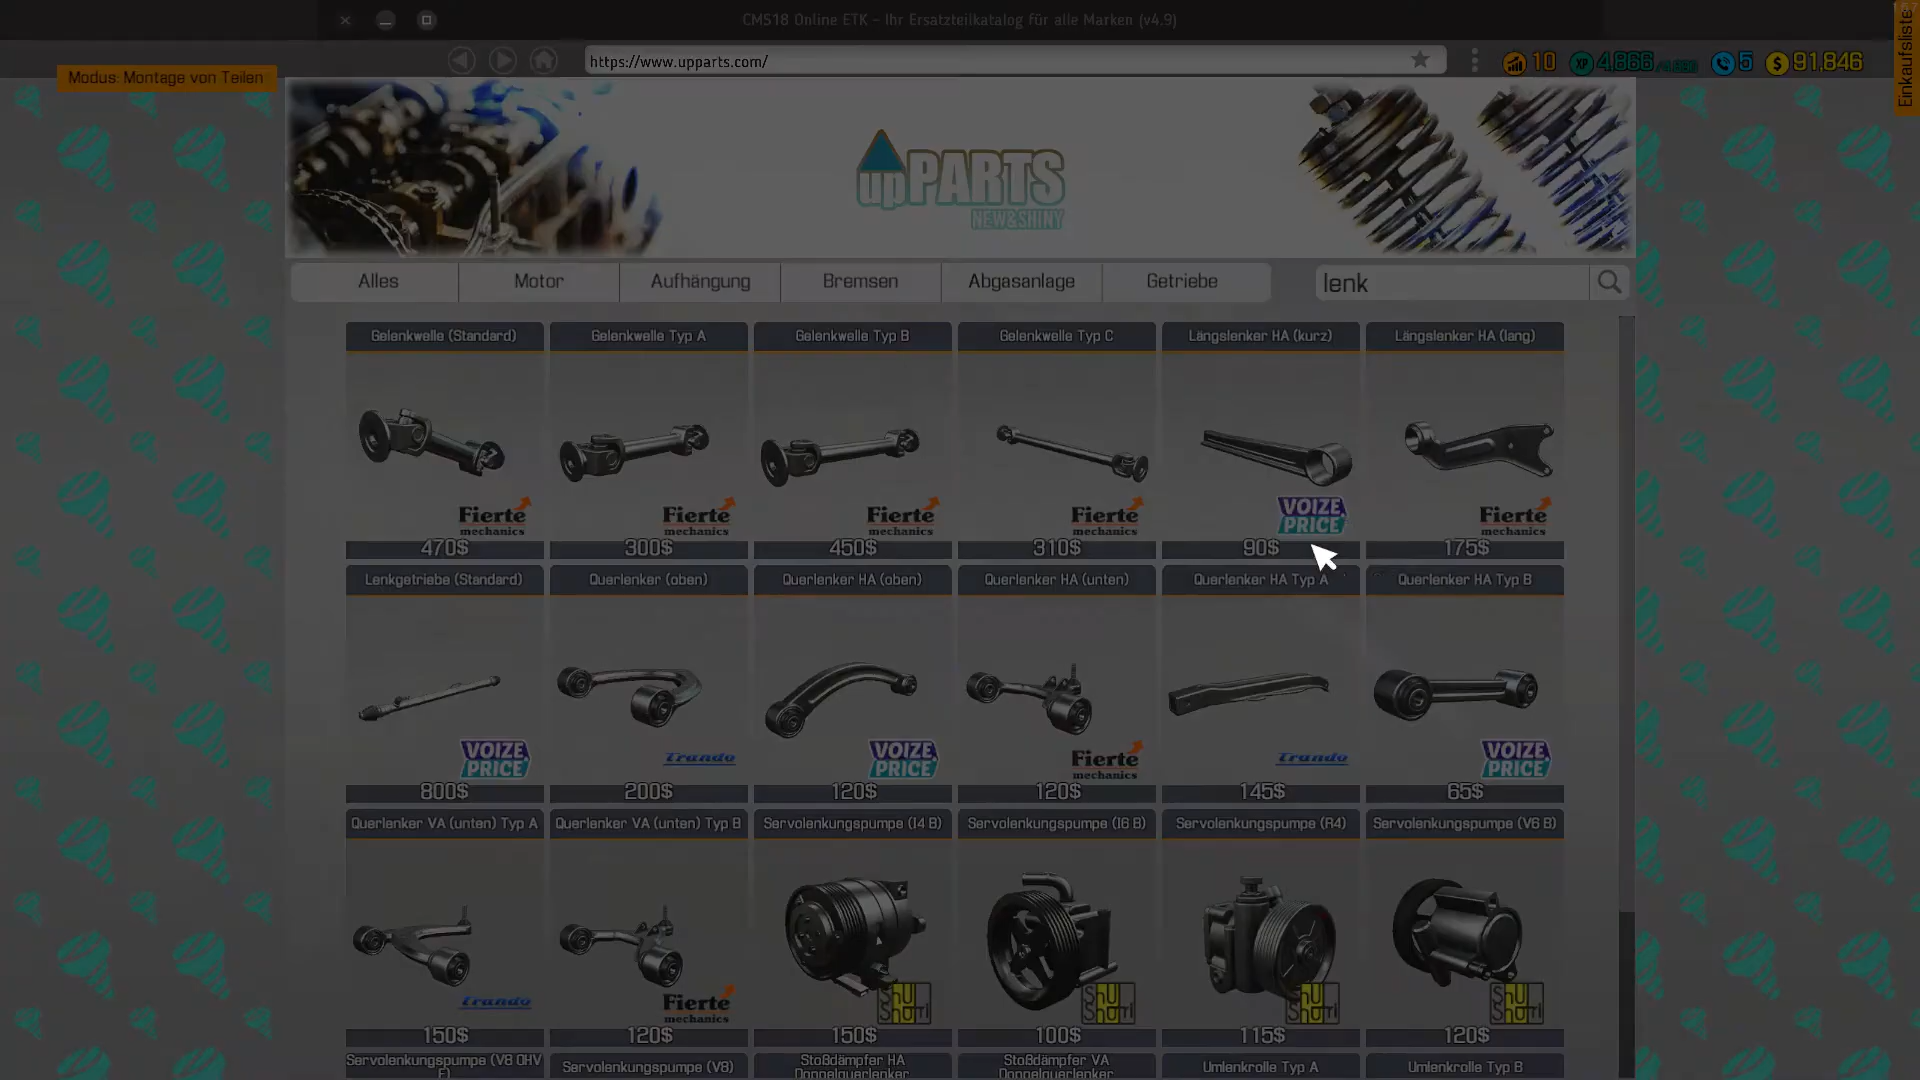 CMS18 Online ETK - Ihr Ersatzteilkatalog für alle Marken (v4.9)
https://www.upparts.com/
10
XP 4,866
5
$ 91,846
Einkaufsliste
Modus: Montage von Teilen
upPARTS
NEW&SHINY
Alles Motor Aufhängung Bremsen Abgasanlage Getriebe
lenk
Gelenkwelle (Standard) Gelenkwelle Typ A Gelenkwelle Typ B Gelenkwelle Typ C Längslenker HA (kurz) Längslenker HA (lang)
Fierte mechanics Fierte mechanics Fierte mechanics Fierte mechanics VOIZE PRICE Fierte mechanics
470$ 300$ 450$ 310$ 90$ 175$
Lenkgetriebe (Standard) Querlenker (oben) Querlenker HA (oben) Querlenker HA (unten) Querlenker HA Typ A Querlenker HA Typ B
VOIZE PRICE Trando VOIZE PRICE Fierte mechanics Trando VOIZE PRICE
800$ 200$ 120$ 120$ 145$ 65$
Querlenker VA (unten) Typ A Querlenker VA (unten) Typ B Servolenkungspumpe (I4 B) Servolenkungspumpe (I6 B) Servolenkungspumpe (R4) Servolenkungspumpe (V6 B)
Trando Fierte mechanics
150$ 120$ 150$ 100$ 115$ 120$
Servolenkungspumpe (V8 OHV Servolenkungspumpe (V8) Stoßdämpfer HA Doppelquerlenker Stoßdämpfer VA Doppelquerlenker Umlenkrolle Typ A Umlenkrolle Typ B